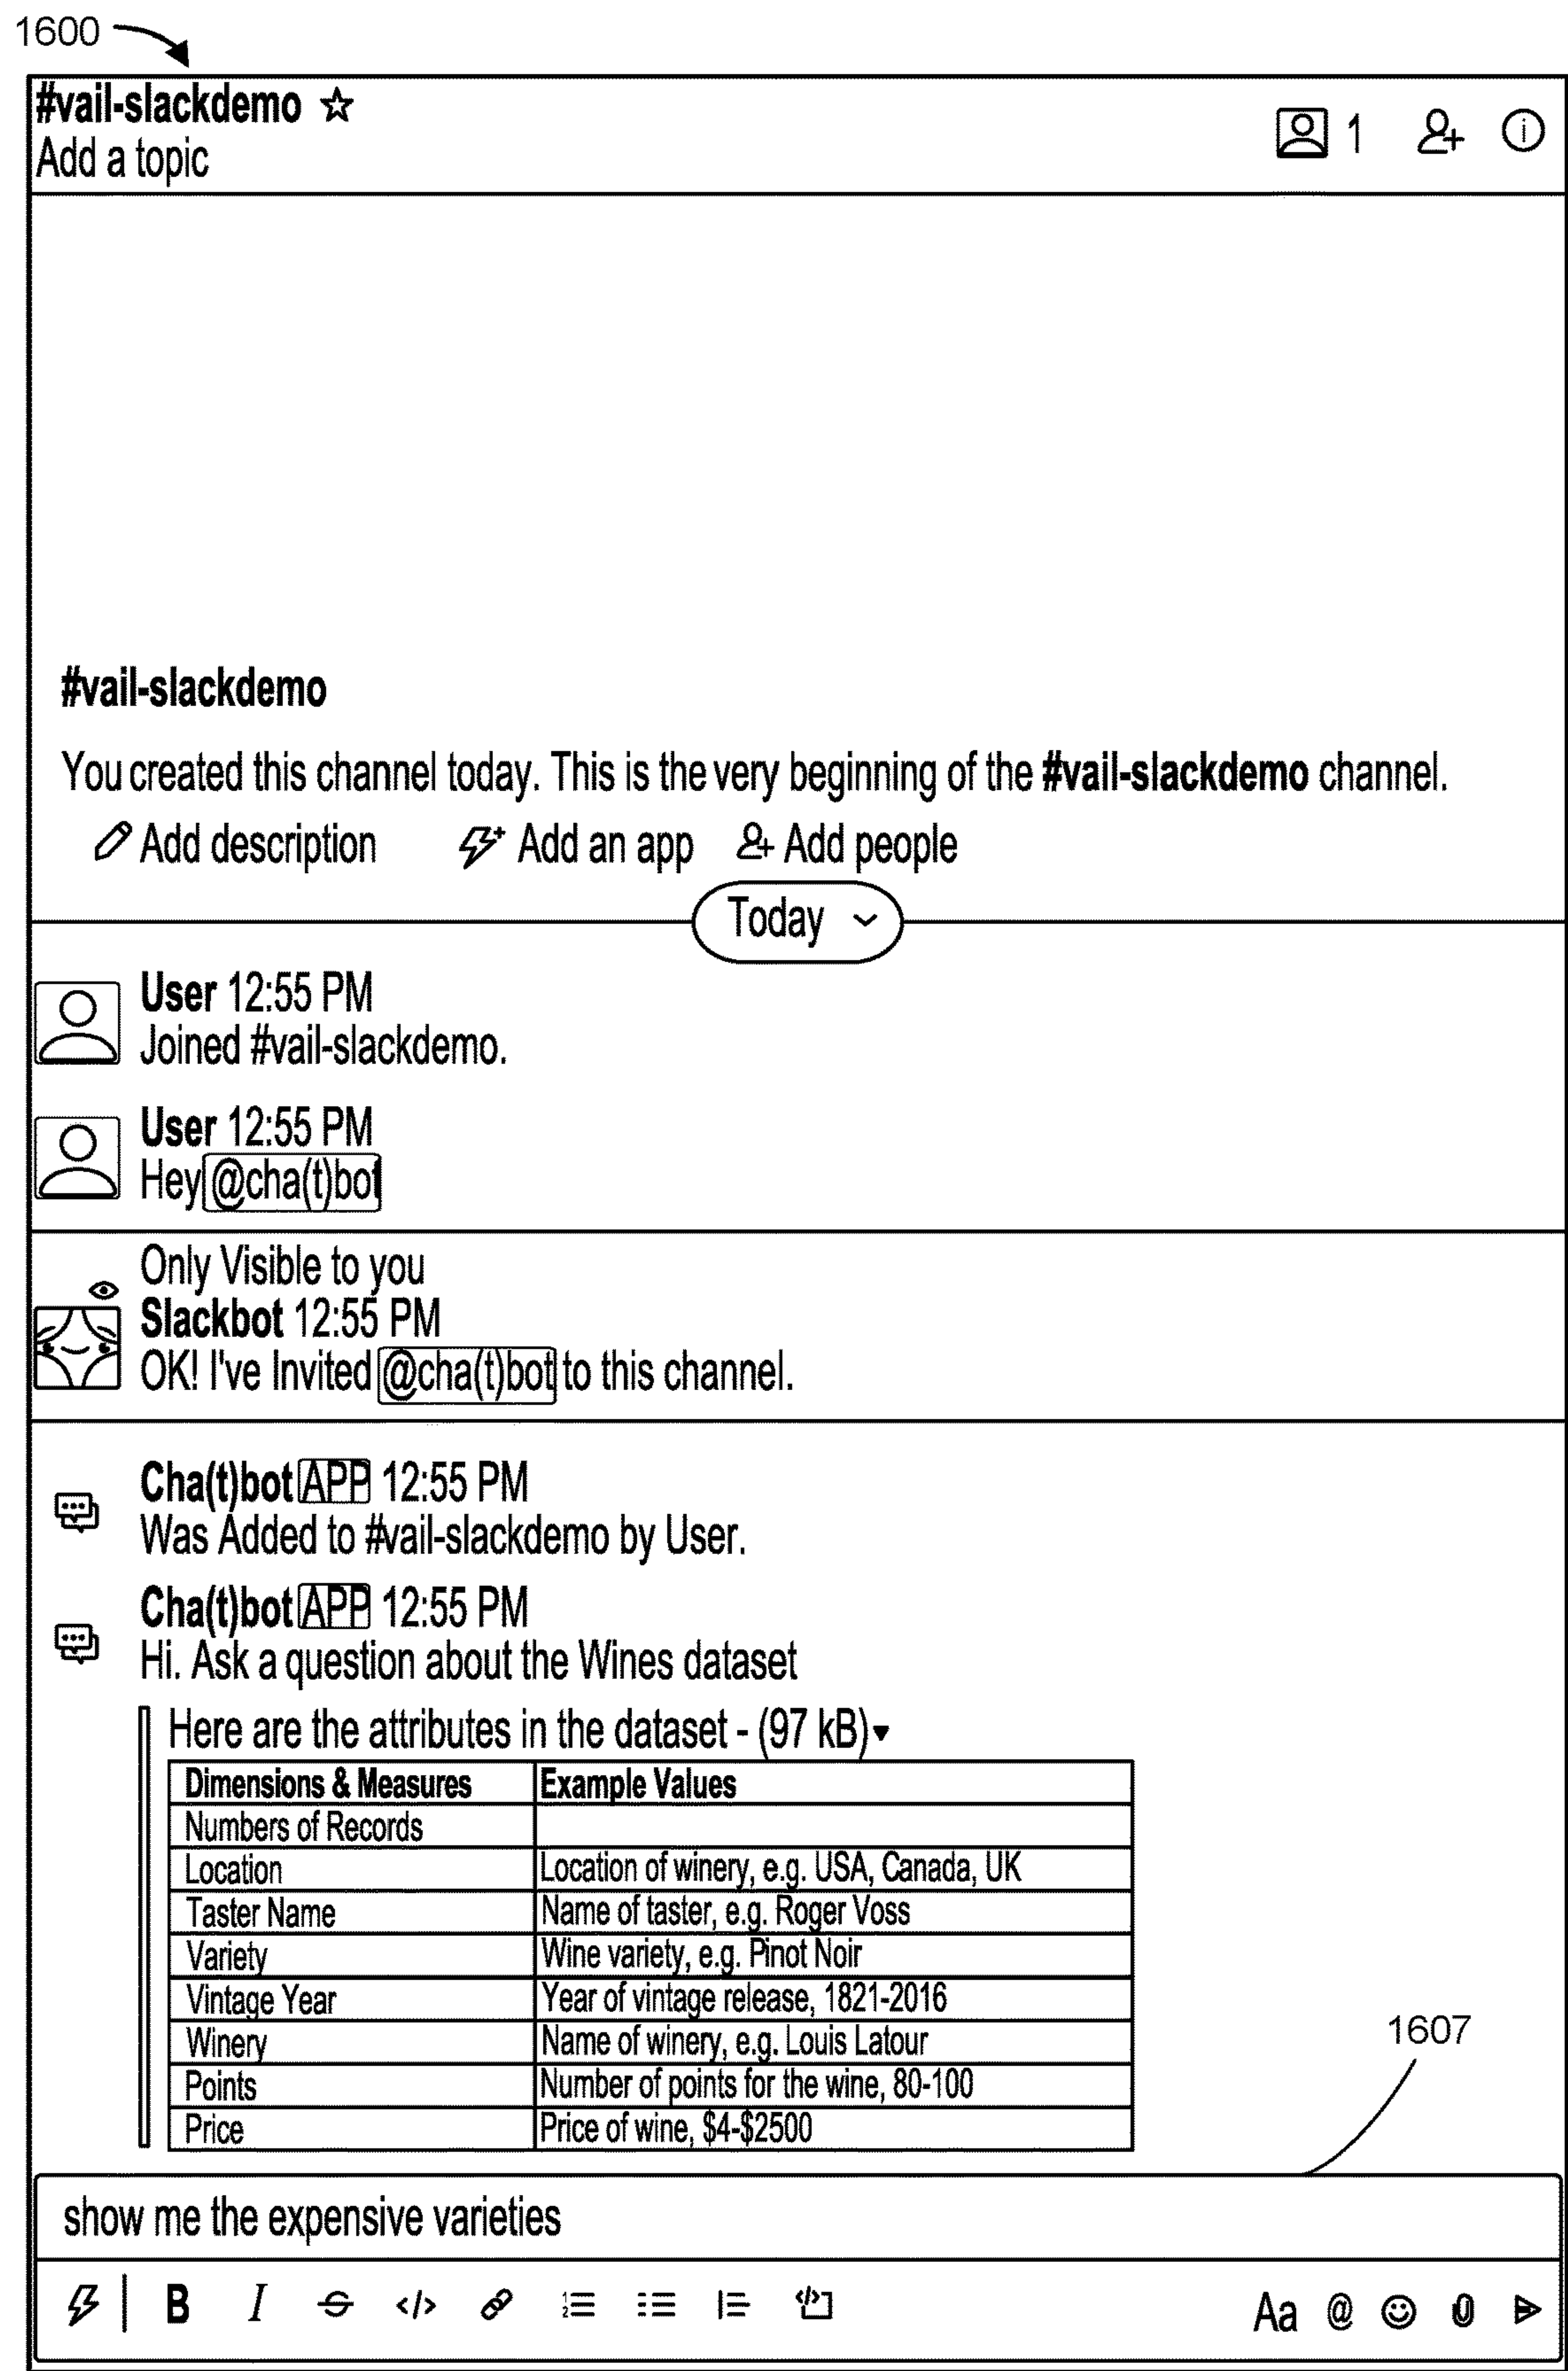 1600
#vail-slackdemo ☆
Add a topic
1
#vail-slackdemo
You created this channel today. This is the very beginning of the #vail-slackdemo channel.
Add description Add an app Add people
Today
User 12:55 PM
Joined #vail-slackdemo.
User 12:55 PM
Hey @cha(t)bot
Only Visible to you
Slackbot 12:55 PM
OK! I've Invited @cha(t)bot to this channel.
Cha(t)bot APP 12:55 PM
Was Added to #vail-slackdemo by User.
Cha(t)bot APP 12:55 PM
Hi. Ask a question about the Wines dataset
Here are the attributes in the dataset - (97 kB)▾
Dimensions & Measures Example Values
Numbers of Records
Location Location of winery, e.g. USA, Canada, UK
Taster Name Name of taster, e.g. Roger Voss
Variety Wine variety, e.g. Pinot Noir
Vintage Year Year of vintage release, 1821-2016
Winery Name of winery, e.g. Louis Latour
Points Number of points for the wine, 80-100
Price Price of wine, $4-$2500
1607
show me the expensive varieties
B I S </> Aa @